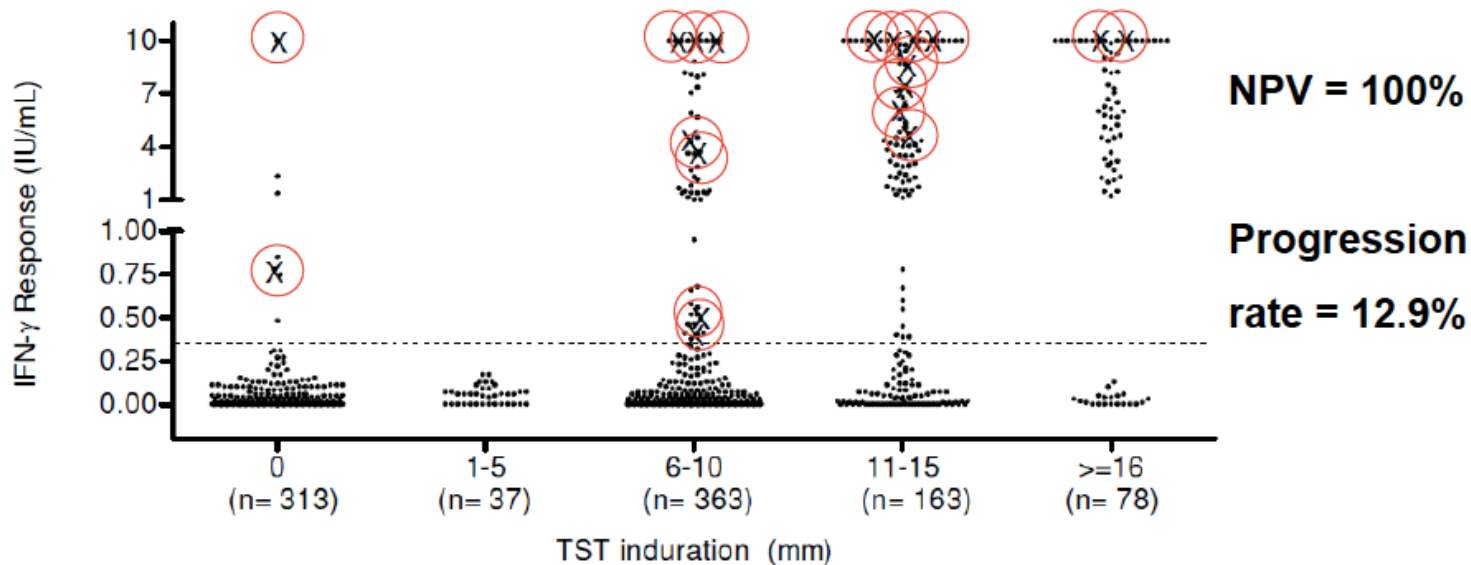 10
7
4
1
1.00
0.75
0.50
0.25
0.00
IFN-γ Response (IU/mL)
X
X
X X X
X
X
X
X
X X X X
X
X
X
X X
NPV = 100%
Progression
rate = 12.9%
0 1-5 6-10 11-15 >=16
(n= 313) (n= 37) (n= 363) (n= 163) (n= 78)
TST induration (mm)